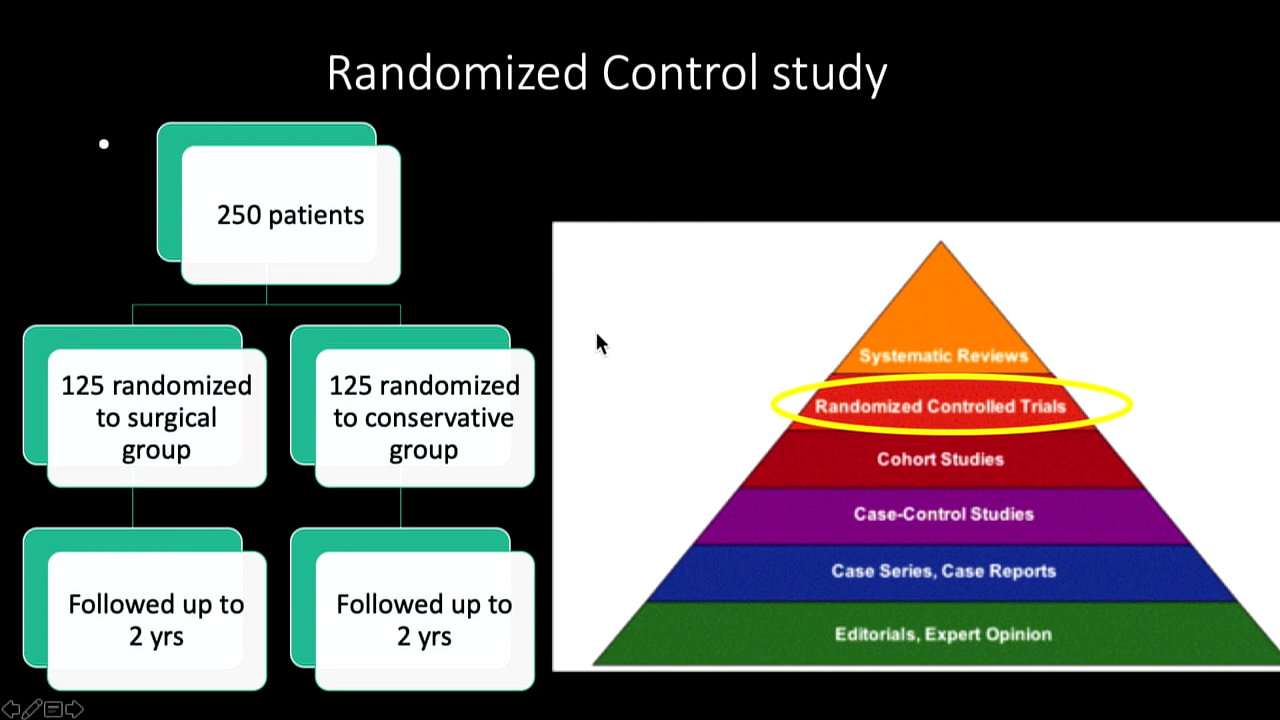 Randomized Control study
250 patients
125 randomized
to surgical
group
125 randomized
to conservative
group
Followed up to
2 yrs
Followed up to
2 yrs
Systematic Reviews
Randomized Controlled Trials
Cohort Studies
Case-Control Studies
Case Series, Case Reports
Editorials, Expert Opinion